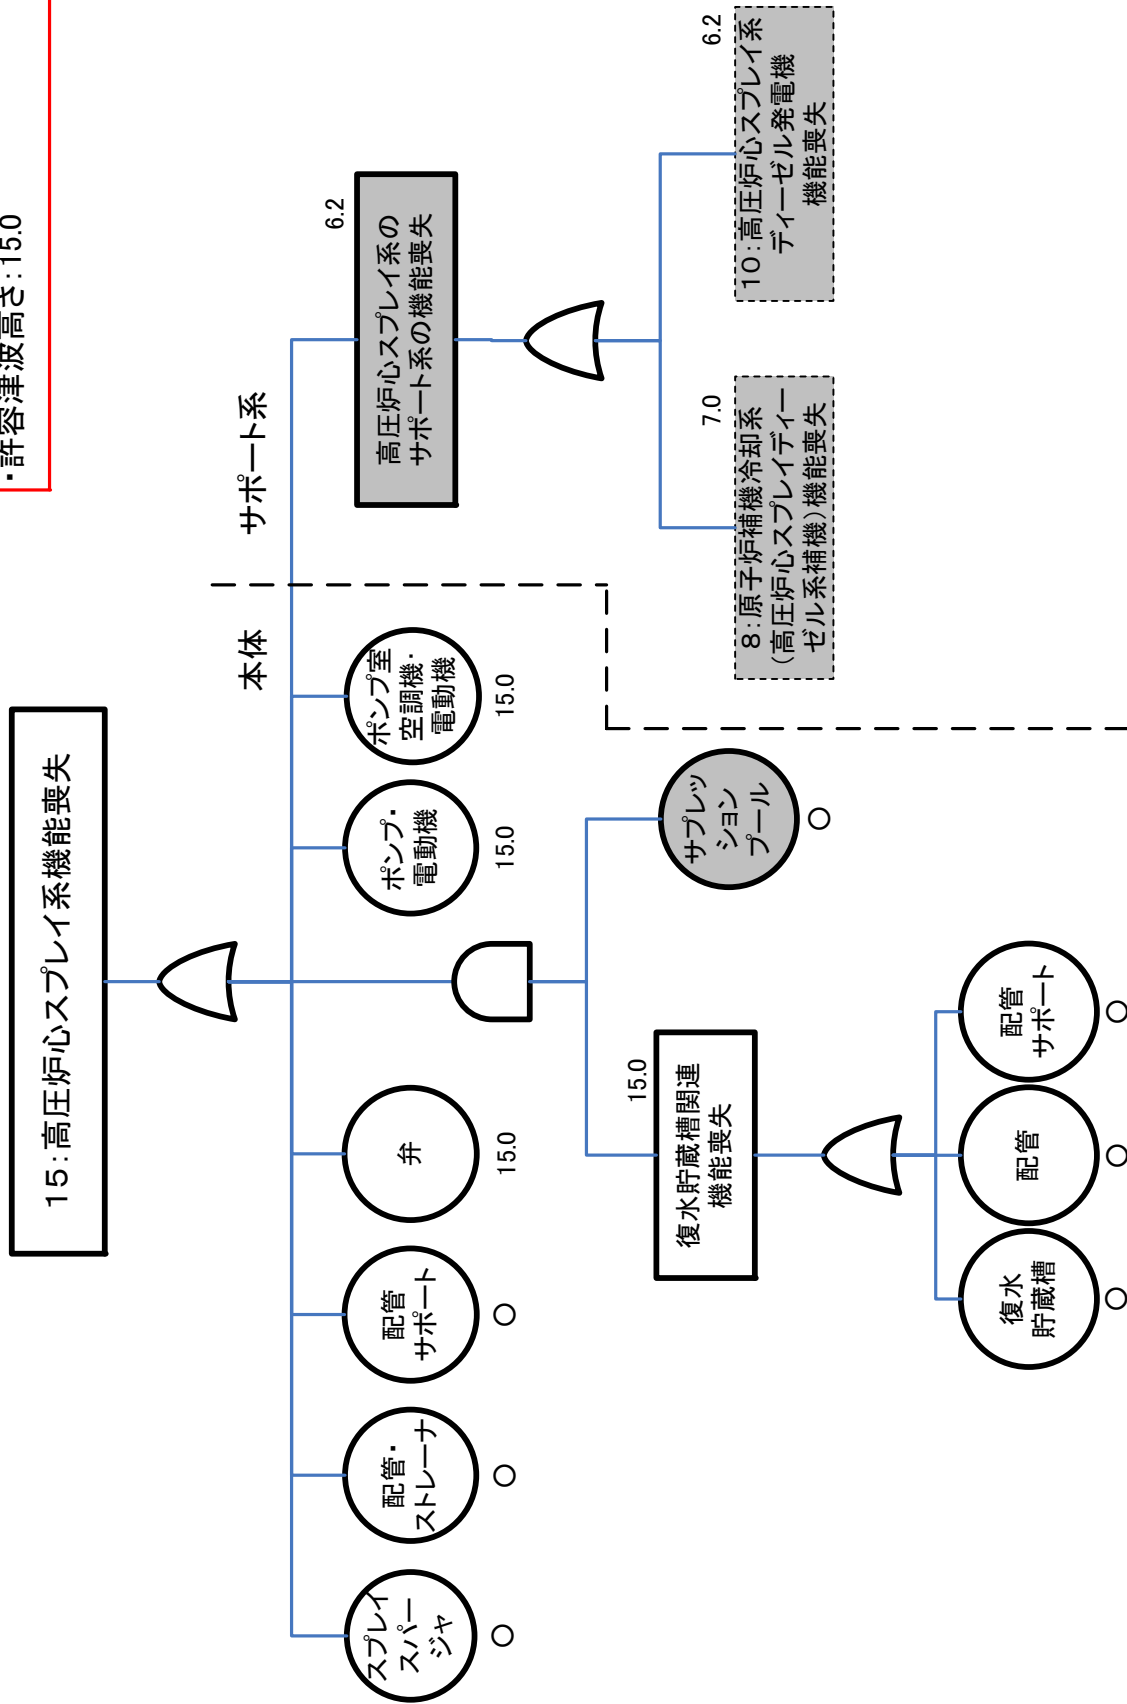 ・許容津波高さ：15.0
15：高圧炉心スプレイ系機能喪失
本体
サポート系
スプレイ
スパー
ジャ
○
配管・
ストレーナ
○
配管
サポート
○
弁
15.0
ポンプ・
電動機
15.0
ポンプ室
空調機・
電動機
15.0
6.2
高圧炉心スプレイ系の
サポート系の機能喪失
15.0
復水貯蔵槽関連
機能喪失
サプレッ
ション
プール
○
7.0
8：原子炉補機冷却系
（高圧炉心スプレイディー
ゼル系補機）機能喪失
6.2
10：高圧炉心スプレイ系
ディーゼル発電機
機能喪失
復水
貯蔵槽
○
配管
○
配管
サポート
○